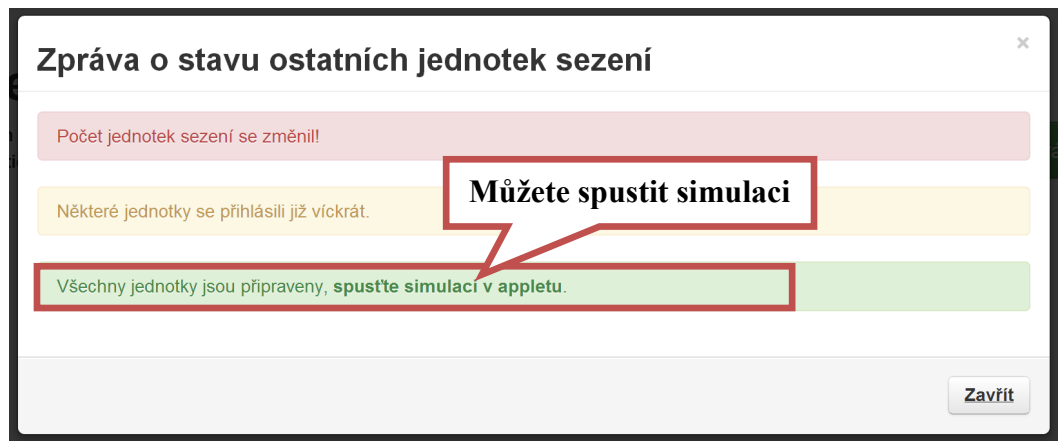 Zpráva o stavu ostatních jednotek sezení
×
Počet jednotek sezení se změnil!
Můžete spustit simulaci
Některé jednotky se přihlásili již víckrát.
Všechny jednotky jsou připraveny, spusťte simulaci v appletu.
Zavřít